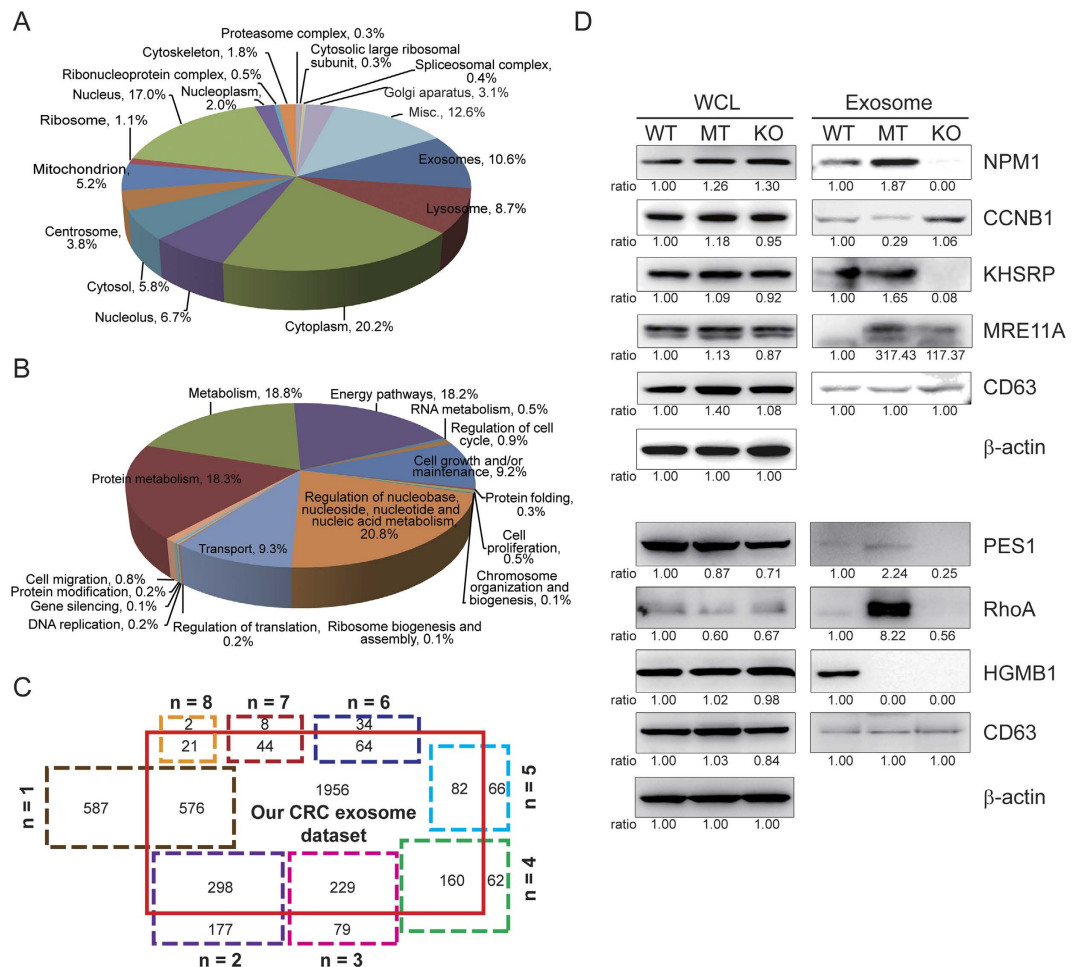 A
Proteasome complex, 0.3%
Cytoskeleton, 1.8%
Cytosolic large ribosomal
subunit, 0.3%
Ribonucleoprotein complex, 0.5%
Spliceosomal complex,
0.4%
Nucleoplasm,
2.0%
Golgi aparatus, 3.1%
Nucleus, 17.0%
Misc., 12.6%
Ribosome, 1.1%
Exosomes, 10.6%
Mitochondrion,
5.2%
Lysosome, 8.7%
Centrosome,
3.8%
Cytosol, 5.8%
Nucleolus, 6.7%
Cytoplasm, 20.2%
B
Metabolism, 18.8%
Energy pathways, 18.2%
RNA metabolism, 0.5%
Regulation of cell
cycle, 0.9%
Cell growth and/or
maintenance, 9.2%
Protein metabolism, 18.3%
Protein folding,
0.3%
Regulation of nucleobase,
nucleoside, nucleotide and
nucleic acid metabolism,
20.8%
Cell
proliferation,
0.5%
Transport, 9.3%
Chromosome
organization and
biogenesis, 0.1%
Cell migration, 0.8%
Protein modification, 0.2%
Gene silencing, 0.1%
DNA replication, 0.2%
Regulation of translation,
0.2%
Ribosome biogenesis and
assembly, 0.1%
C
n = 8 n = 7 n = 6
2 8 34
21 44 64
n = 1
587 576
1956
Our CRC exosome
dataset
82 66
n = 5
298 229 160 62
n = 4
177 79
n = 2 n = 3
D
WCL Exosome
WT MT KO WT MT KO
NPM1
ratio 1.00 1.26 1.30 1.00 1.87 0.00
CCNB1
ratio 1.00 1.18 0.95 1.00 0.29 1.06
KHSRP
ratio 1.00 1.09 0.92 1.00 1.65 0.08
MRE11A
ratio 1.00 1.13 0.87 1.00 317.43 117.37
CD63
ratio 1.00 1.40 1.08 1.00 1.00 1.00
β-actin
ratio 1.00 1.00 1.00
PES1
ratio 1.00 0.87 0.71 1.00 2.24 0.25
RhoA
ratio 1.00 0.60 0.67 1.00 8.22 0.56
HGMB1
ratio 1.00 1.02 0.98 1.00 0.00 0.00
CD63
ratio 1.00 1.03 0.84 1.00 1.00 1.00
β-actin
ratio 1.00 1.00 1.00